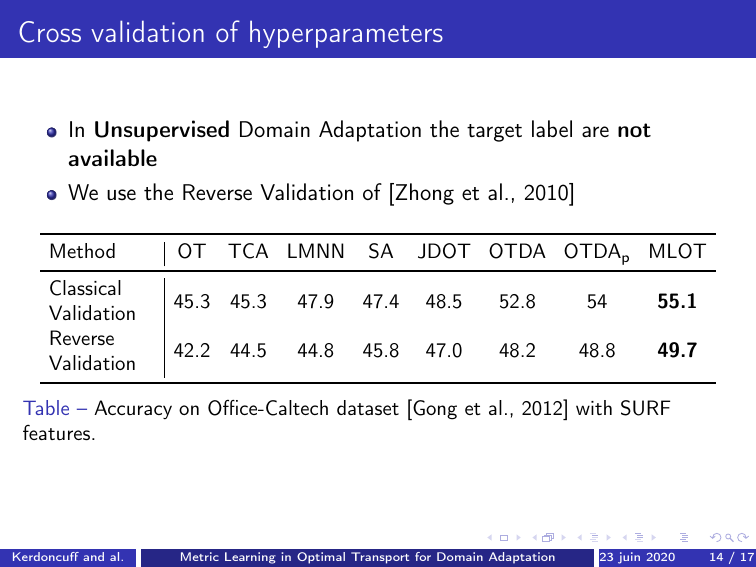 Cross validation of hyperparameters
In Unsupervised Domain Adaptation the target label are not
available
We use the Reverse Validation of [Zhong et al., 2010]
Method OT TCA LMNN SA JDOT OTDA OTDAp MLOT
Classical
Validation 45.3 45.3 47.9 47.4 48.5 52.8 54 55.1
Reverse
Validation 42.2 44.5 44.8 45.8 47.0 48.2 48.8 49.7
Table – Accuracy on Office-Caltech dataset [Gong et al., 2012] with SURF
features.
Kerdoncuff and al. Metric Learning in Optimal Transport for Domain Adaptation 23 juin 2020 14 / 17